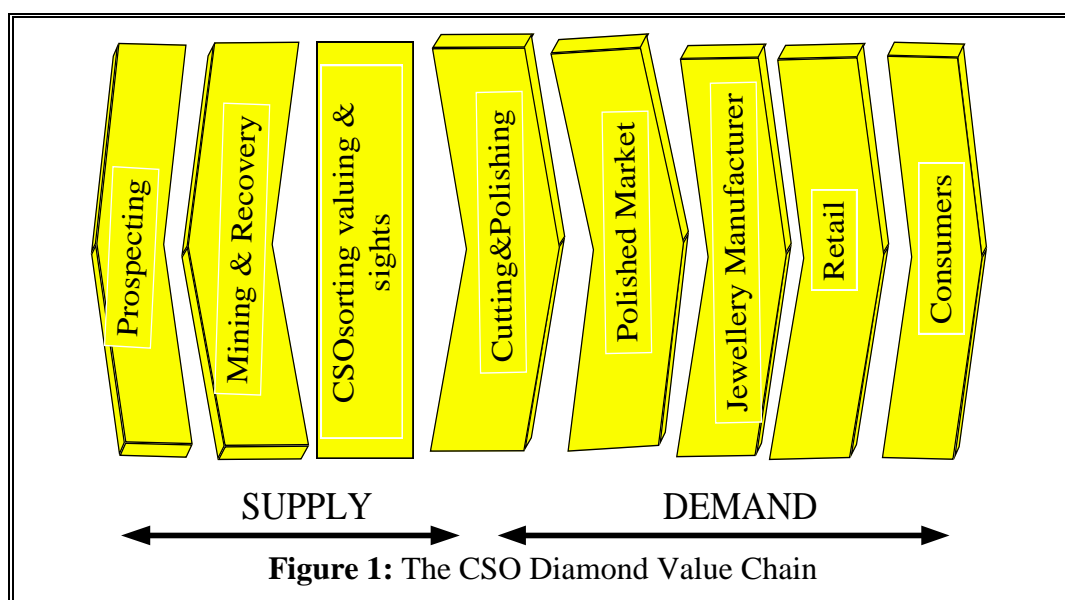 Prospecting
Mining & Recovery
CSOsorting valuing &
sights
Cutting&Polishing
Polished Market
Jewellery Manufacturer
Retail
Consumers
SUPPLY
DEMAND
Figure 1: The CSO Diamond Value Chain